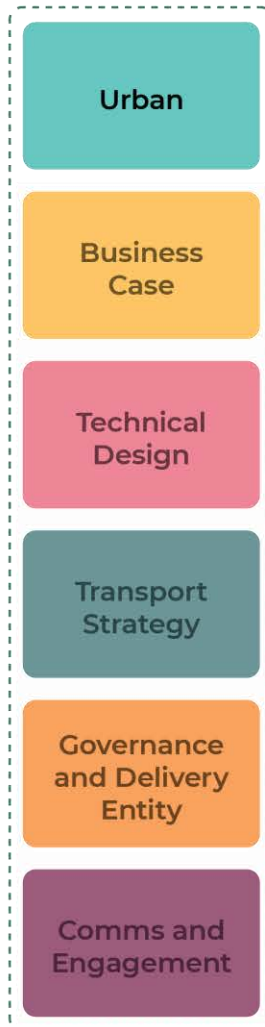 Urban
Business
Case
Technical
Design
Transport
Strategy
Governance
and Delivery
Entity
Comms and
Engagement